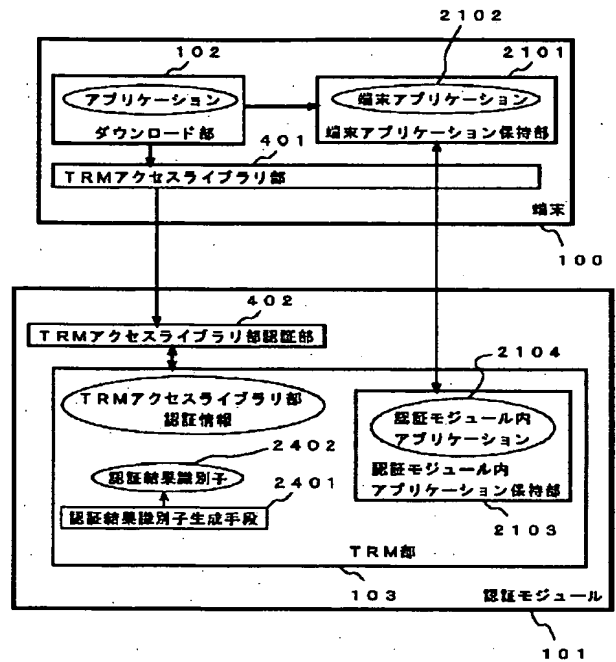 ２１０２
１０２
２１０１
アプリケーション
ダウンロード部
端末アプリケーション
端末アプリケーション保持部
４０１
ＴＲＭアクセスライブラリ部
端末
１００
４０２
ＴＲＭアクセスライブラリ部認証部
２１０４
ＴＲＭアクセスライブラリ部
認証情報
認証モジュール内
アプリケーション
２４０２
認証結果識別子
認証モジュール内
アプリケーション保持部
２４０１
認証結果識別子生成手段
２１０３
ＴＲＭ部
１０３
認証モジュール
１０１